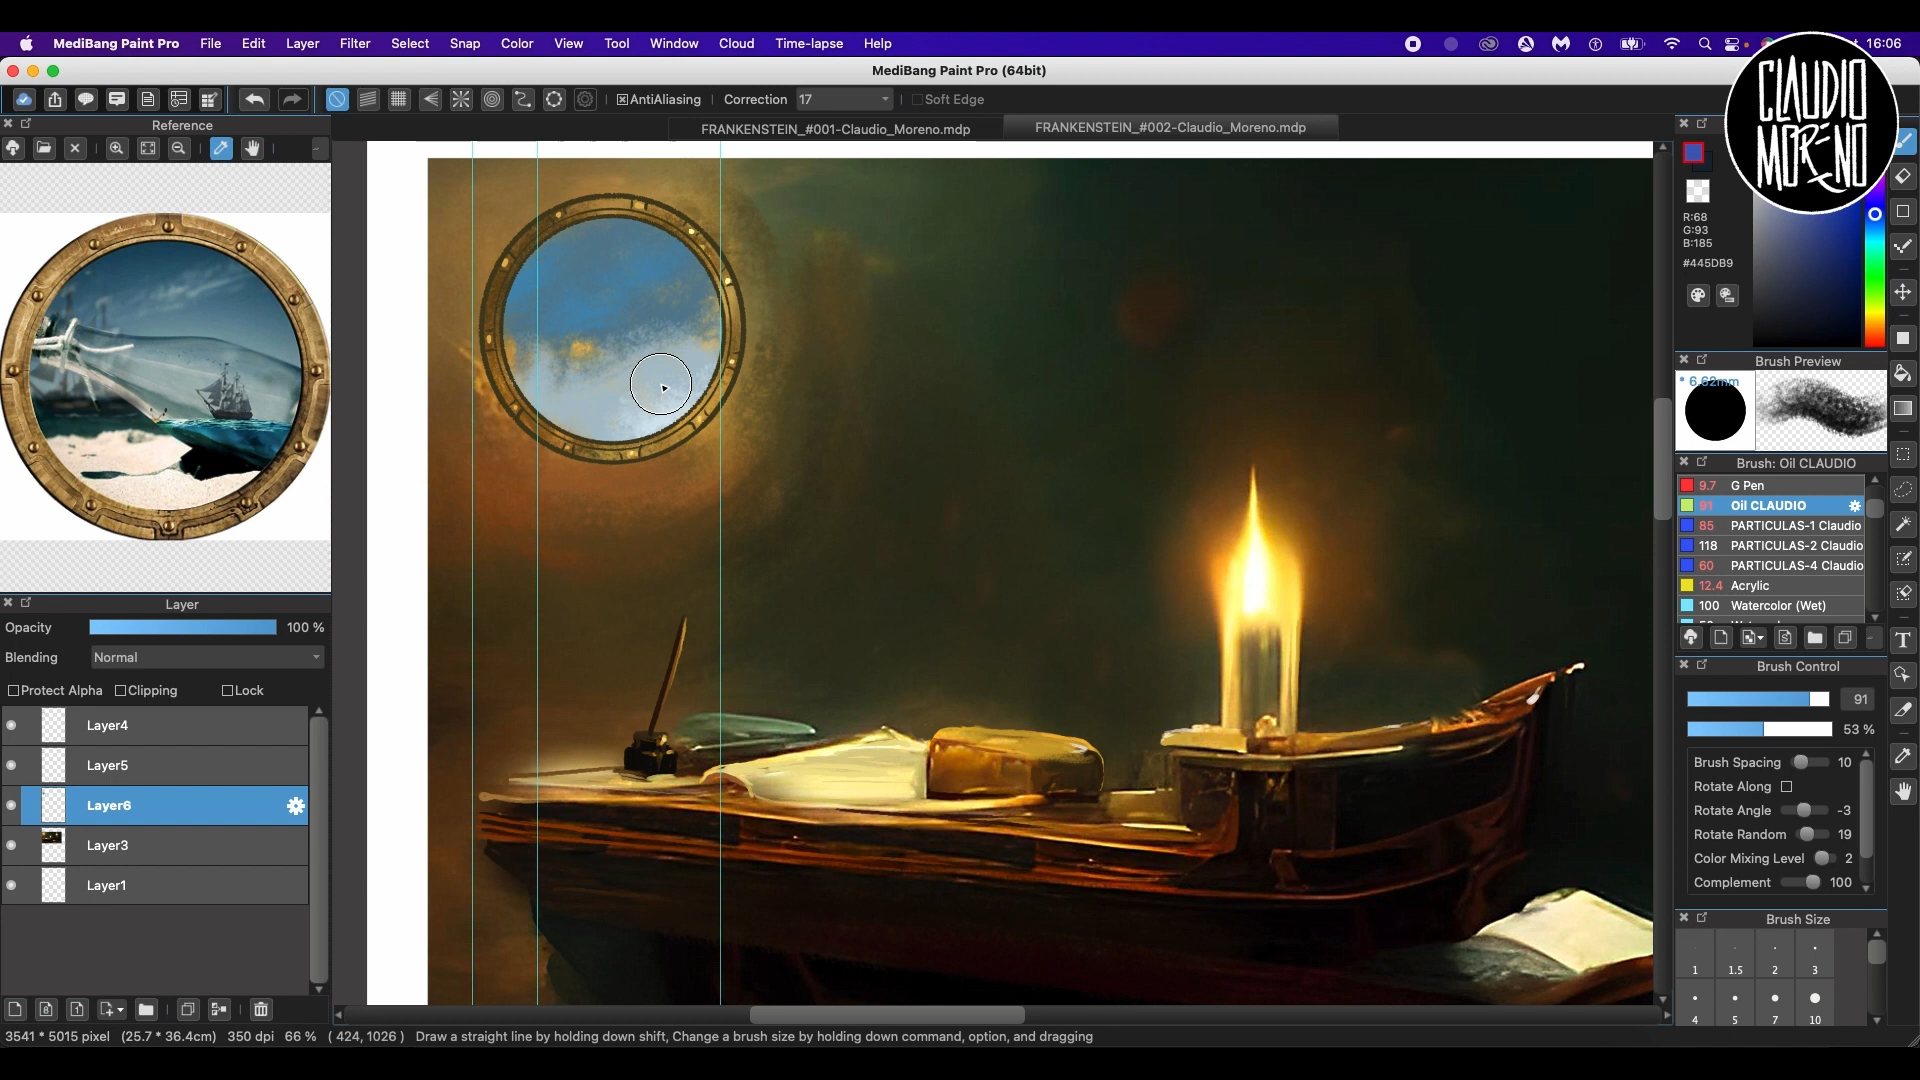 MediBang Paint Pro File Edit Layer Filter Select Snap Color View Tool Window Cloud Time-lapse Help 16:06
MediBang Paint Pro (64bit)
AntiAliasing Correction 17 Soft Edge
CLAUDIO
MORENO
Reference
FRANKENSTEIN_#001-Claudio_Moreno.mdp FRANKENSTEIN_#002-Claudio_Moreno.mdp
R:68
G:93
B:185
#445DB9
Brush Preview
6.62mm
Brush: Oil CLAUDIO
9.7 G Pen
91 Oil CLAUDIO
85 PARTICULAS-1 Claudio
118 PARTICULAS-2 Claudio
60 PARTICULAS-4 Claudio
12.4 Acrylic
100 Watercolor (Wet)
Brush Control
91
53 %
Brush Spacing 10
Rotate Along
Rotate Angle -3
Rotate Random 19
Color Mixing Level 2
Complement 100
Brush Size
1 1.5 2 3
4 5 7 10
Layer
Opacity 100 %
Blending Normal
Protect Alpha Clipping Lock
Layer4
Layer5
Layer6
Layer3
Layer1
3541 * 5015 pixel (25.7 * 36.4cm) 350 dpi 66 % ( 424, 1026 ) Draw a straight line by holding down shift, Change a brush size by holding down command, option, and dragging